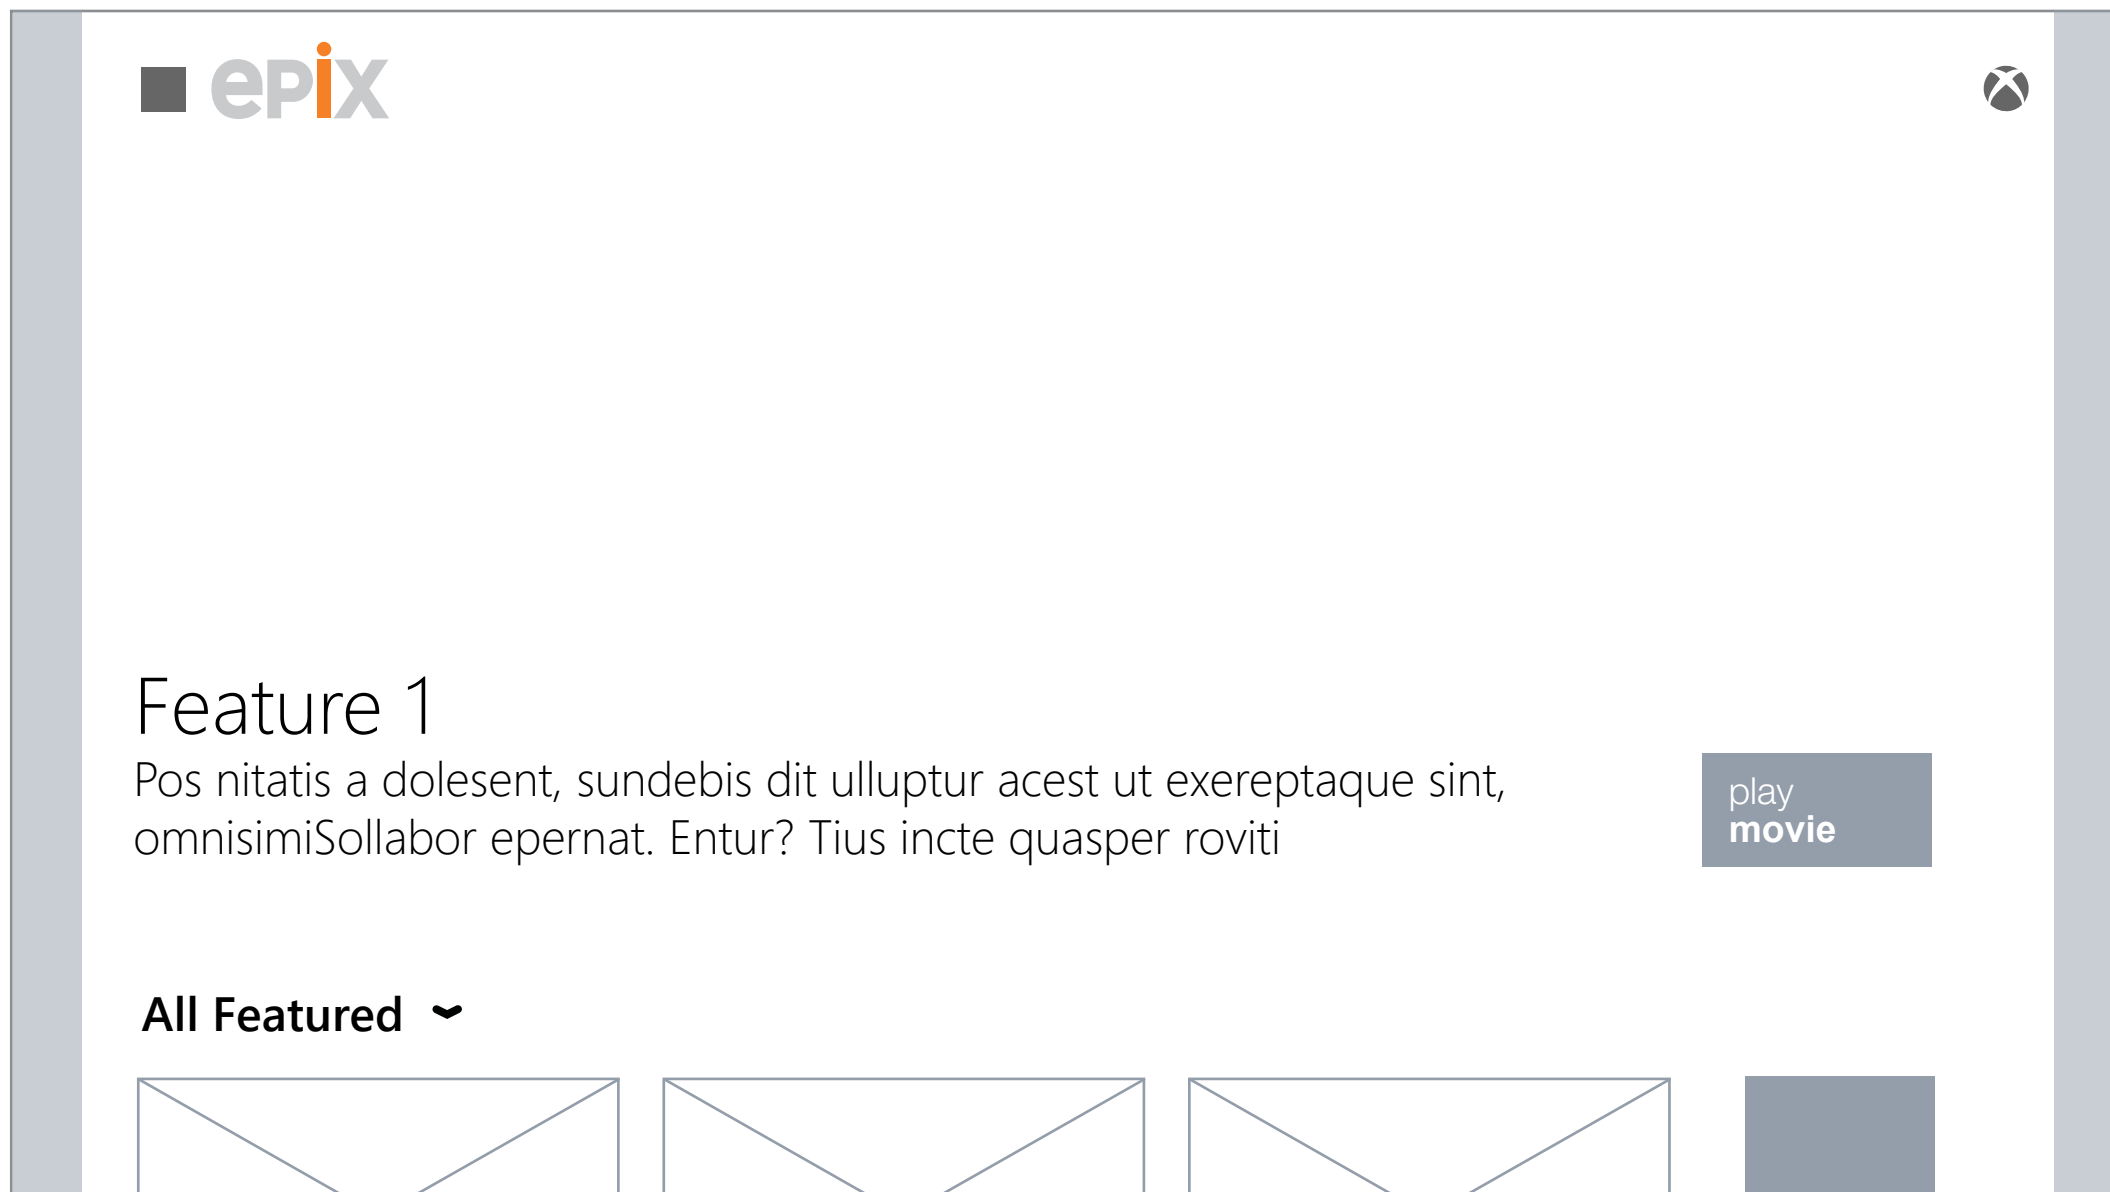 epix
Feature 1
Pos nitatis a dolesent, sundebis dit ulluptur acest ut exereptaque sint,
omnisimiSollabor epernat. Entur? Tius incte quasper roviti
play
movie
All Featured